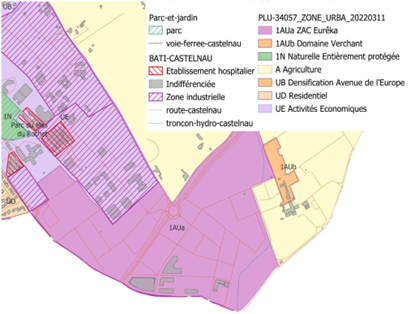 UB
Parc-et-jardin
parc
voie-ferree-castelnau
BATI-CASTELNAU
Etablissement hospitalier
Indifférenciée
Zone industrielle
route-castelnau
troncon-hydro-castelnau
PLU-34057_ZONE_URBA_20220311
1AUa ZAC Eurêka
1AUb Domaine Verchant
1N Naturelle Entièrement protégée
A Agriculture
UB Densification Avenue de l'Europe
UD Residentiel
UE Activités Economiques
1N
UE
Parc du Mas
du Rochet
1AUb
UD
1AUa